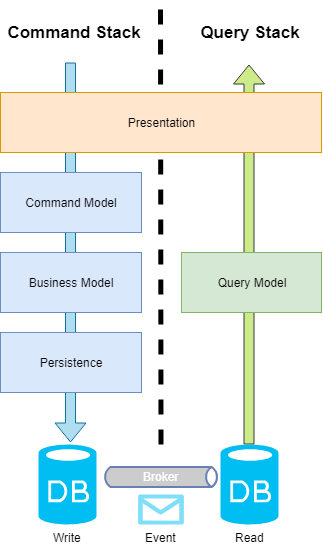 Command Stack
Query Stack
Presentation
Command Model
Business Model
Query Model
Persistence
Broker
DB
DB
Write
Event
Read